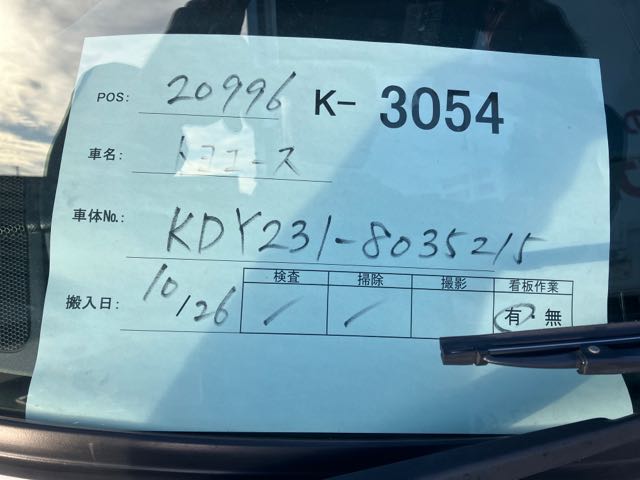 POS: 20996 K- 3054
車名: トヨエース
車体No.: KDY231-8035215
検査 掃除 撮影 看板作業
搬入日: 10/26 / / 有・無